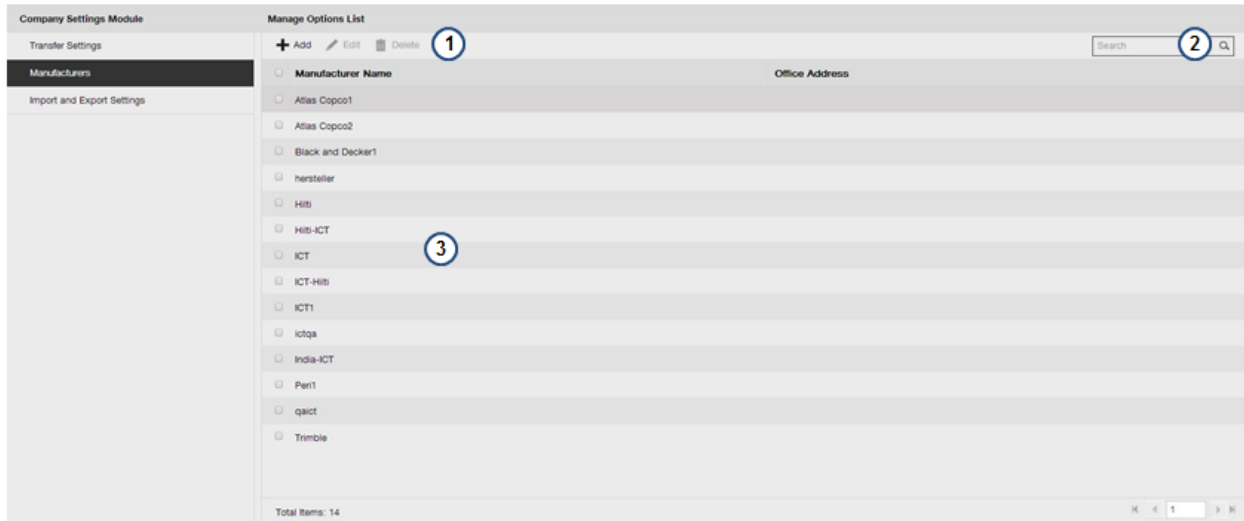 Company Settings Module
Manage Options List
Transfer Settings
Manufacturers
Import and Export Settings
Add Edit Delete 1
Search 2
Manufacturer Name Office Address
Atlas Copco1
Atlas Copco2
Black and Decker1
hersteller
Hilti
Hilti-ICT
3
ICT
ICT-Hilti
ICT1
ictqa
India-ICT
Peri1
qaict
Trimble
Total Items: 14
1